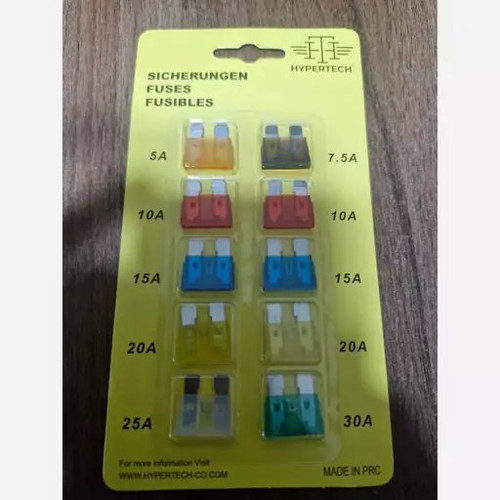 HYPERTECH
SICHERUNGEN
FUSES
FUSIBLES
5A 7.5A
10A 10A
15A 15A
20A 20A
25A 30A
For more information Visit
WWW.HYPERTECH-CO.COM
MADE IN PRC